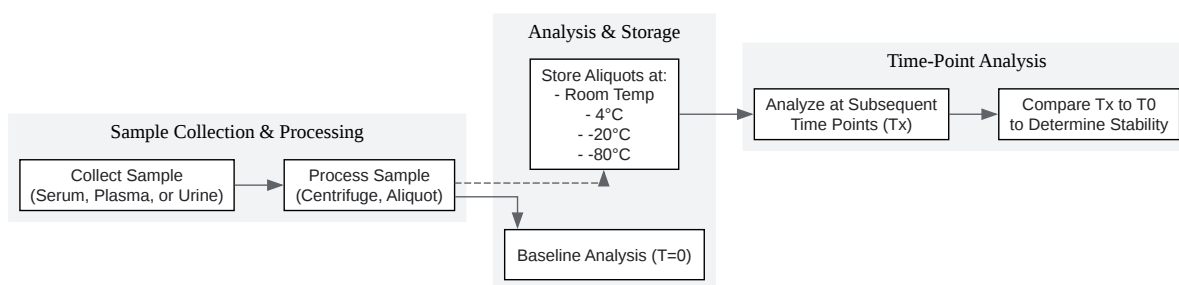 Sample Collection & Processing
Collect Sample
(Serum, Plasma, or Urine)
Process Sample
(Centrifuge, Aliquot)
Analysis & Storage
Store Aliquots at:
- Room Temp
- 4°C
- -20°C
- -80°C
Baseline Analysis (T=0)
Time-Point Analysis
Analyze at Subsequent
Time Points (Tx)
Compare Tx to T0
to Determine Stability